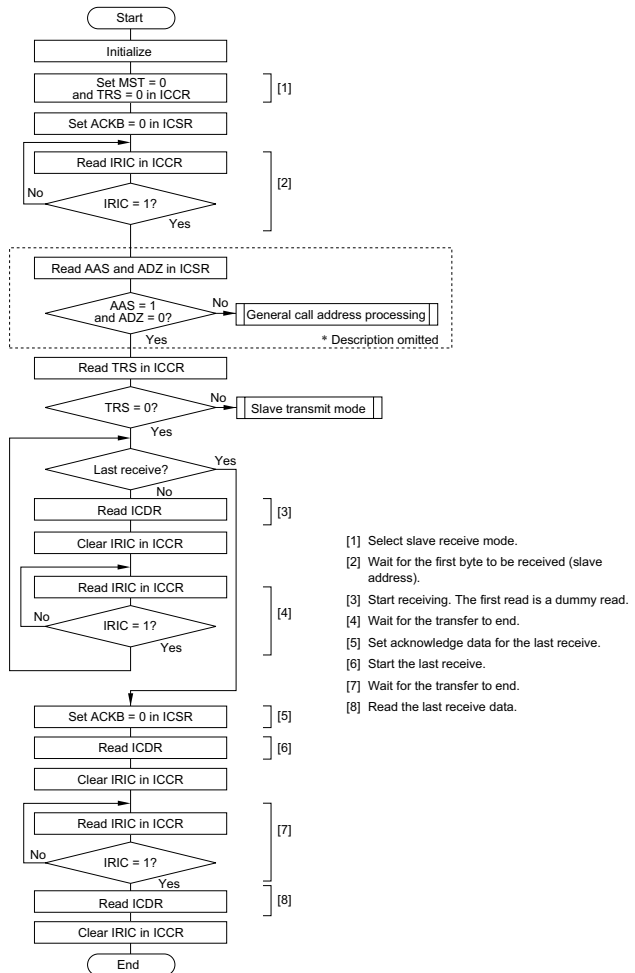 Start
Initialize
Set MST = 0
and TRS = 0 in ICCR
[1]
Set ACKB = 0 in ICSR
Read IRIC in ICCR
[2]
No
IRIC = 1?
Yes
Read AAS and ADZ in ICSR
AAS = 1
and ADZ = 0?
No
General call address processing
Yes
* Description omitted
Read TRS in ICCR
TRS = 0?
No
Slave transmit mode
Yes
Last receive?
Yes
No
Read ICDR
[3]
Clear IRIC in ICCR
Read IRIC in ICCR
[4]
No
IRIC = 1?
Yes
Set ACKB = 0 in ICSR
[5]
Read ICDR
[6]
Clear IRIC in ICCR
Read IRIC in ICCR
[7]
No
IRIC = 1?
Yes
Read ICDR
[8]
Clear IRIC in ICCR
End
[1] Select slave receive mode.
[2] Wait for the first byte to be received (slave
address).
[3] Start receiving. The first read is a dummy read.
[4] Wait for the transfer to end.
[5] Set acknowledge data for the last receive.
[6] Start the last receive.
[7] Wait for the transfer to end.
[8] Read the last receive data.